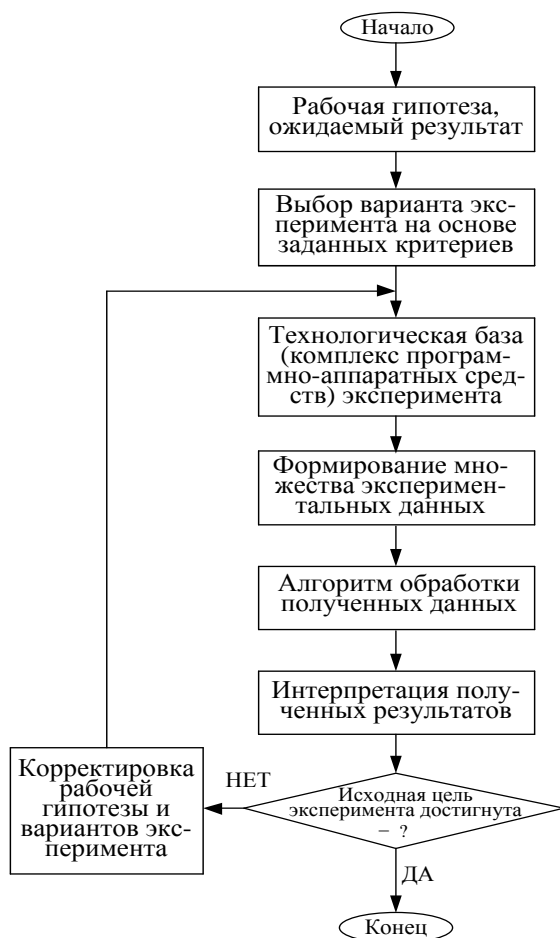 Начало
Рабочая гипотеза,
ожидаемый результат
Выбор варианта экс-
перимента на основе
заданных критериев
Технологическая база
(комплекс програм-
мно-аппаратных сред-
ств) эксперимента
Формирование мно-
жества эксперимен-
тальных данных
Алгоритм обработки
полученных данных
Интерпретация полу-
ченных результатов
Корректировка
рабочей
гипотезы и
вариантов экс-
перимента
НЕТ
Исходная цель
эксперимента достигнута
– ?
ДА
Конец